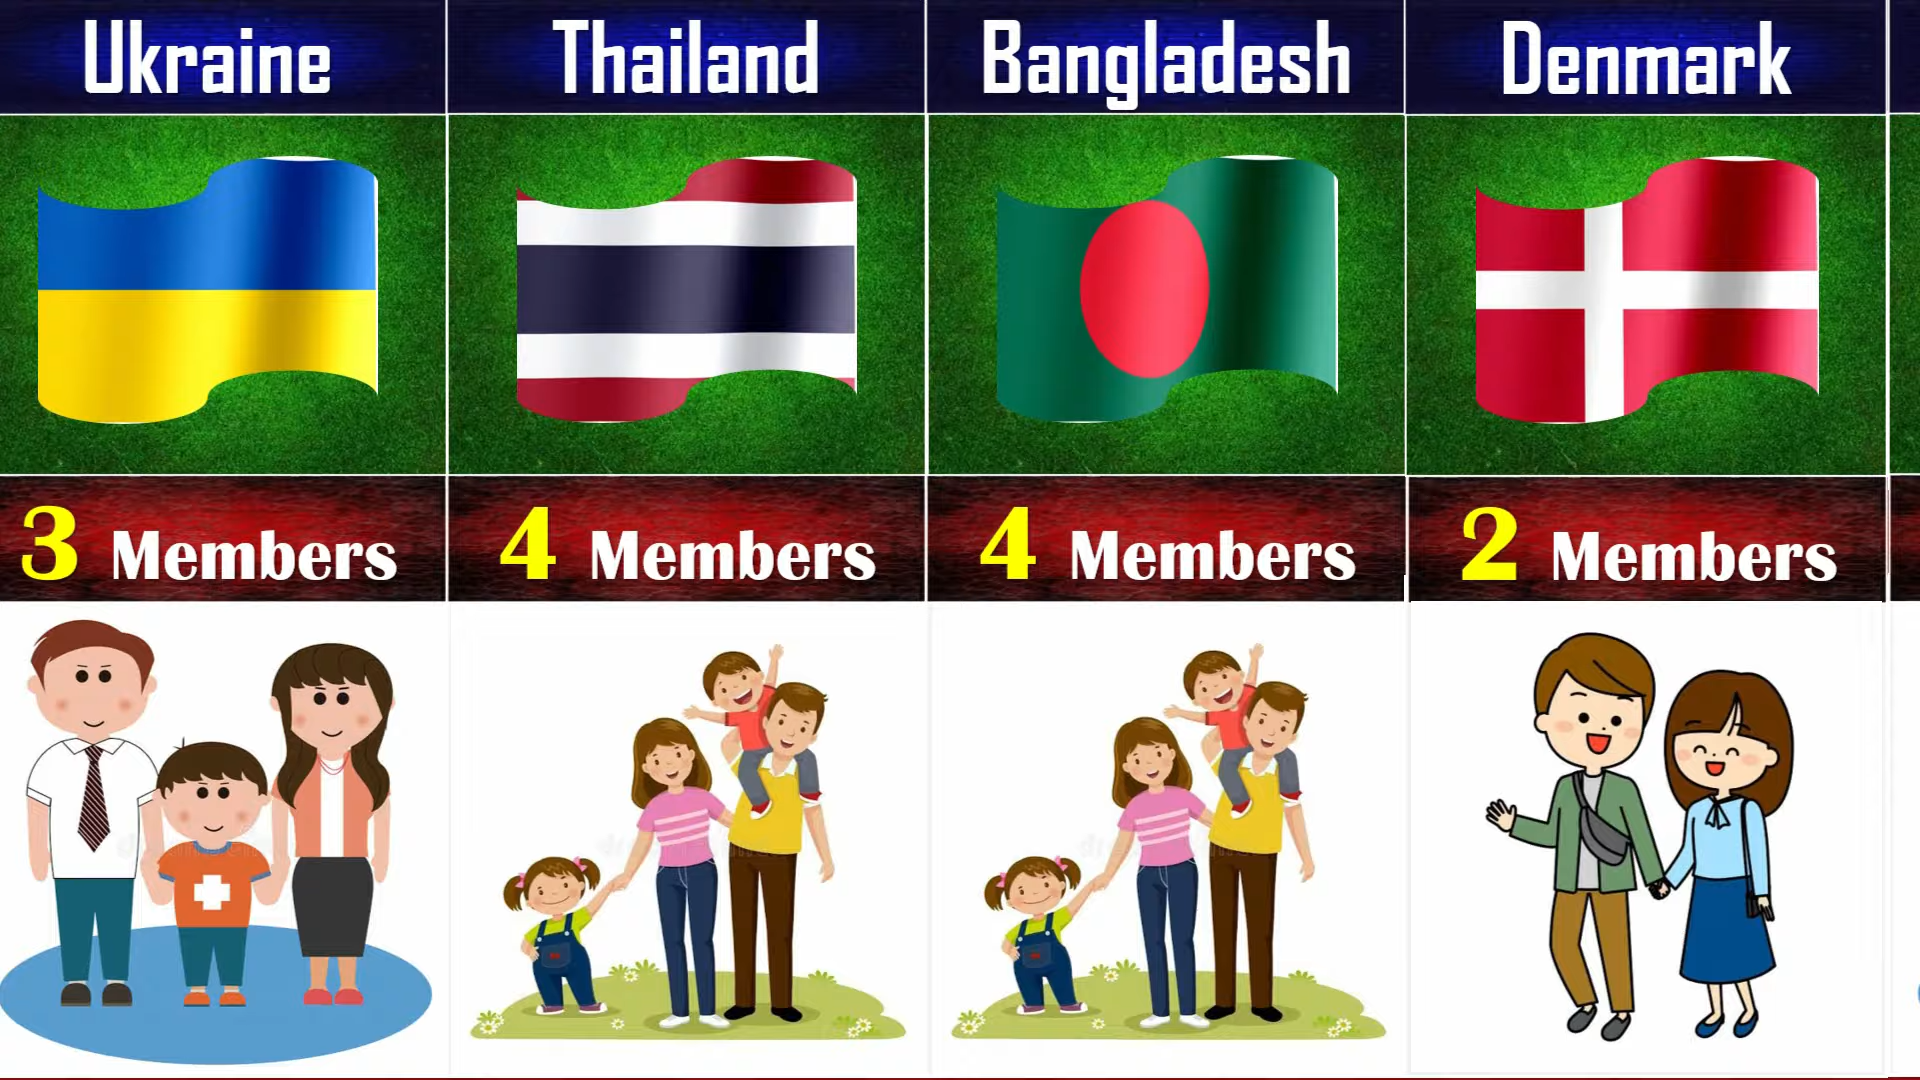 Ukraine
Thailand
Bangladesh
Denmark
3 Members
4 Members
4 Members
2 Members